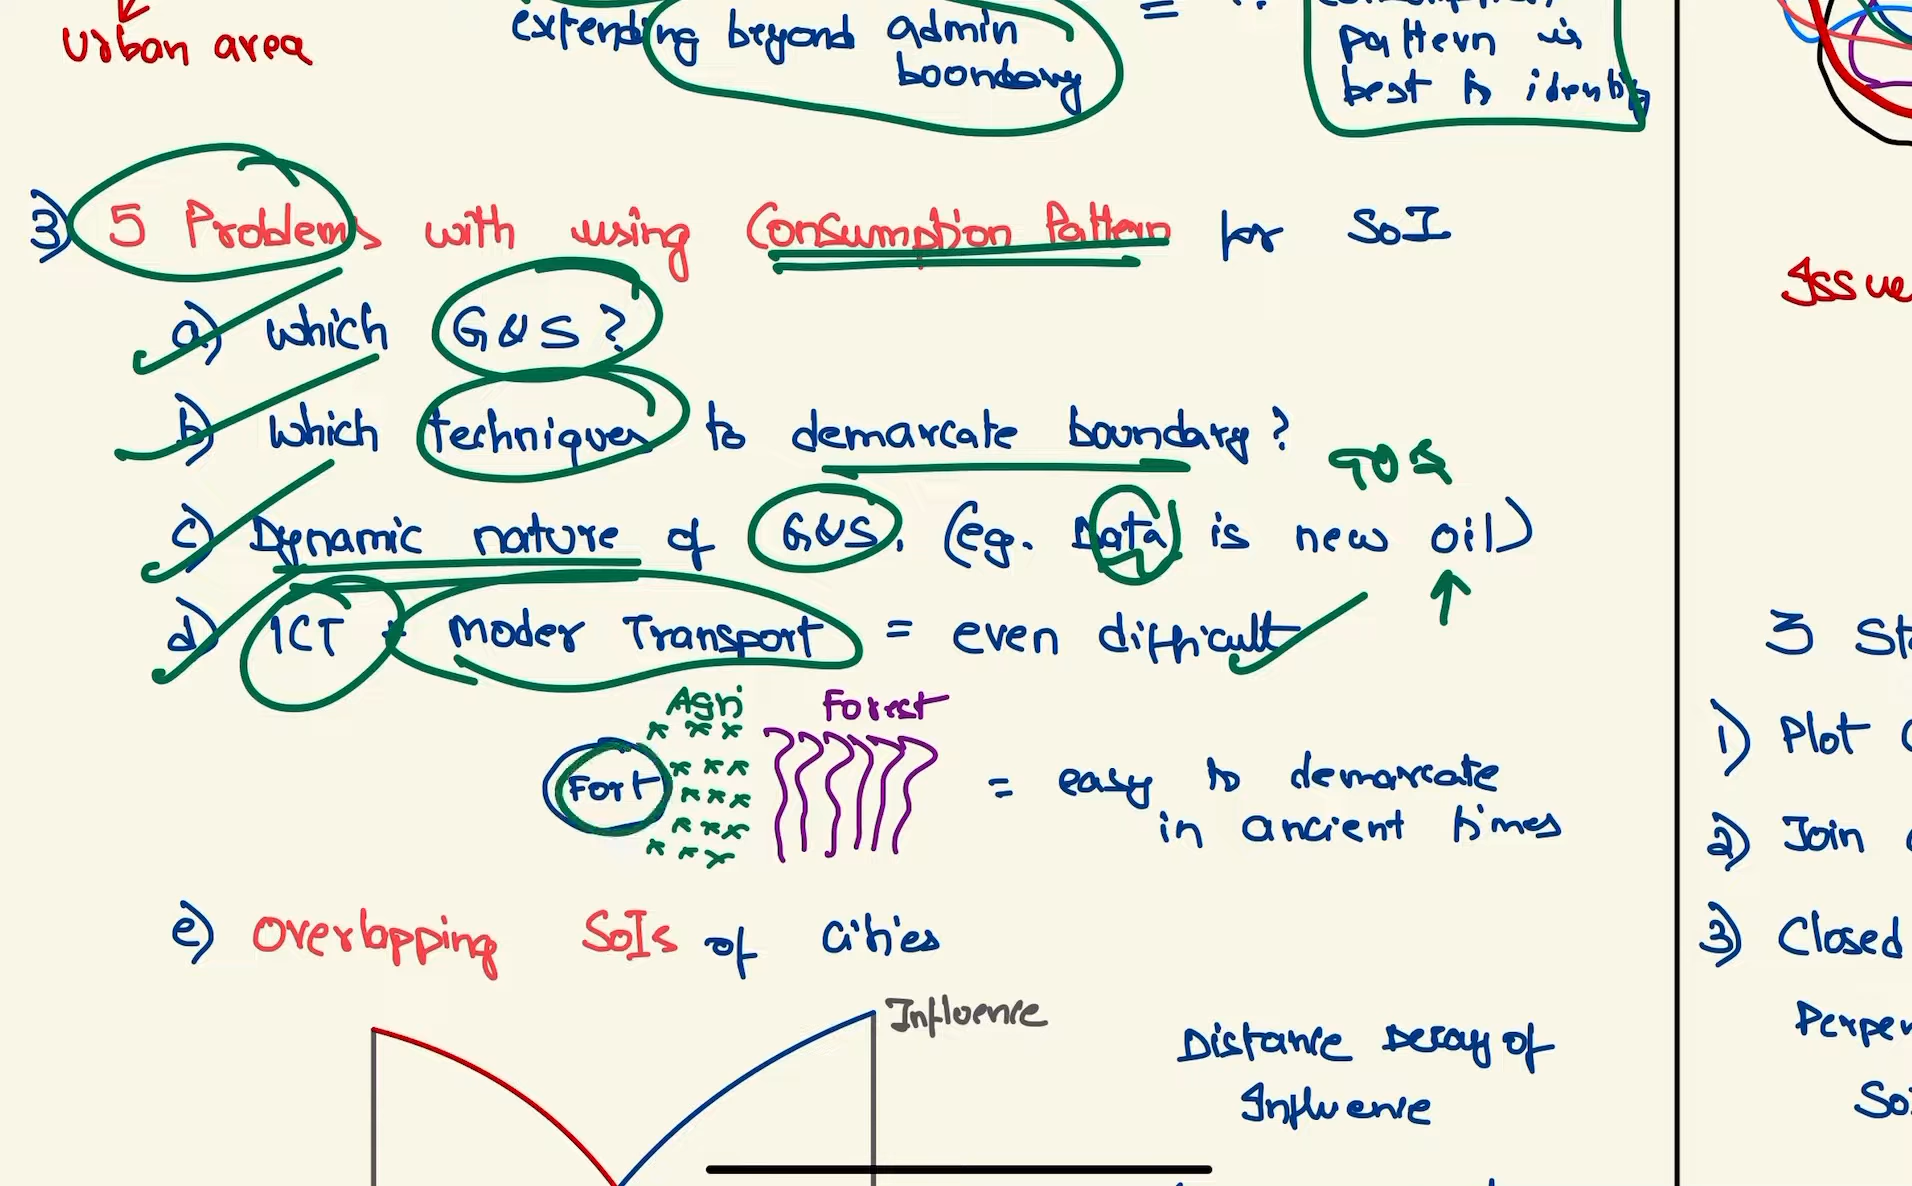 urban area
extending beyond admin
boundary
=
pattern is
best to identify
3) 5 Problems with using Consumption Pattern for SoI
a) which G&S?
b) which techniques to demarcate boundary?
90s
c) Dynamic nature of G&S. (eg. Data is new oil)
d) ICT + Moder Transport = even difficult
Agri Forest
Fort
= easy to demarcate
in ancient times
e) Overlapping SoIs of cities
Influence
Distance Decay of
Influence
Issue
3 St
1) Plot
2) Join
3) Closed
Perpen